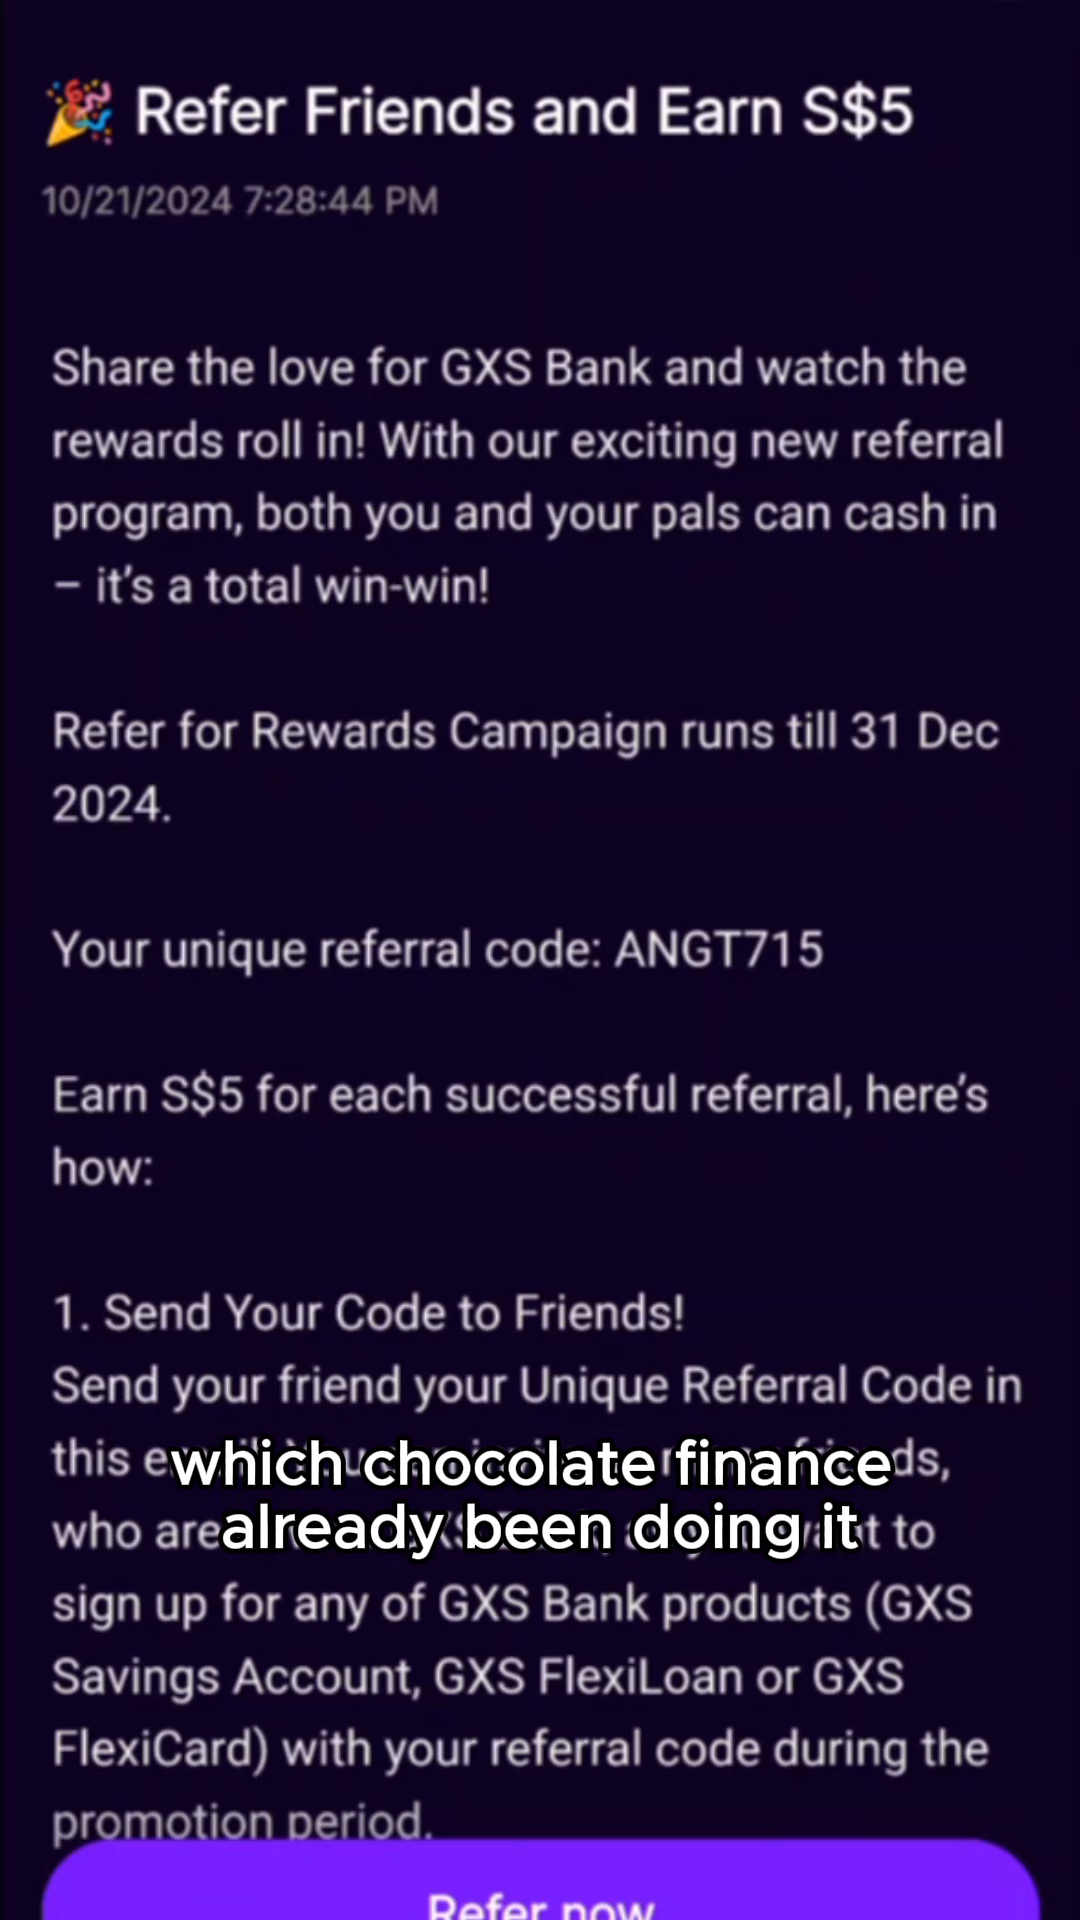 🎉 Refer Friends and Earn S$5
10/21/2024 7:28:44 PM
Share the love for GXS Bank and watch the
rewards roll in! With our exciting new referral
program, both you and your pals can cash in
– it’s a total win-win!
Refer for Rewards Campaign runs till 31 Dec
2024.
Your unique referral code: ANGT715
Earn S$5 for each successful referral, here’s
how:
1. Send Your Code to Friends!
Send your friend your Unique Referral Code in
this
which chocolate finance
who are
already been doing it
to
sign up for any of GXS Bank products (GXS
Savings Account, GXS FlexiLoan or GXS
FlexiCard) with your referral code during the
promotion period.
Refer now